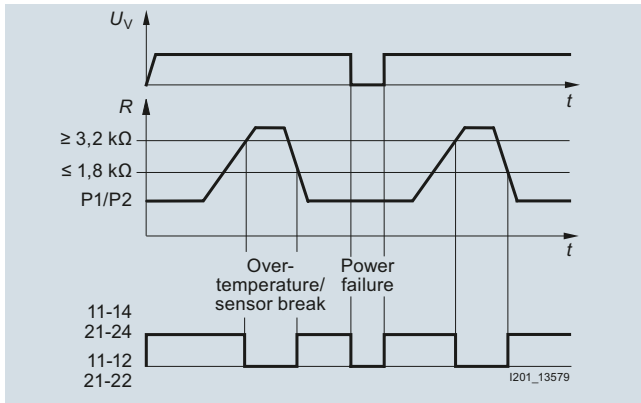 UV
t
R
≥ 3,2 kΩ
≤ 1,8 kΩ
P1/P2
t
Over-
temperature/
sensor break
Power
failure
11-14
21-24
11-12
21-22
I201_13579